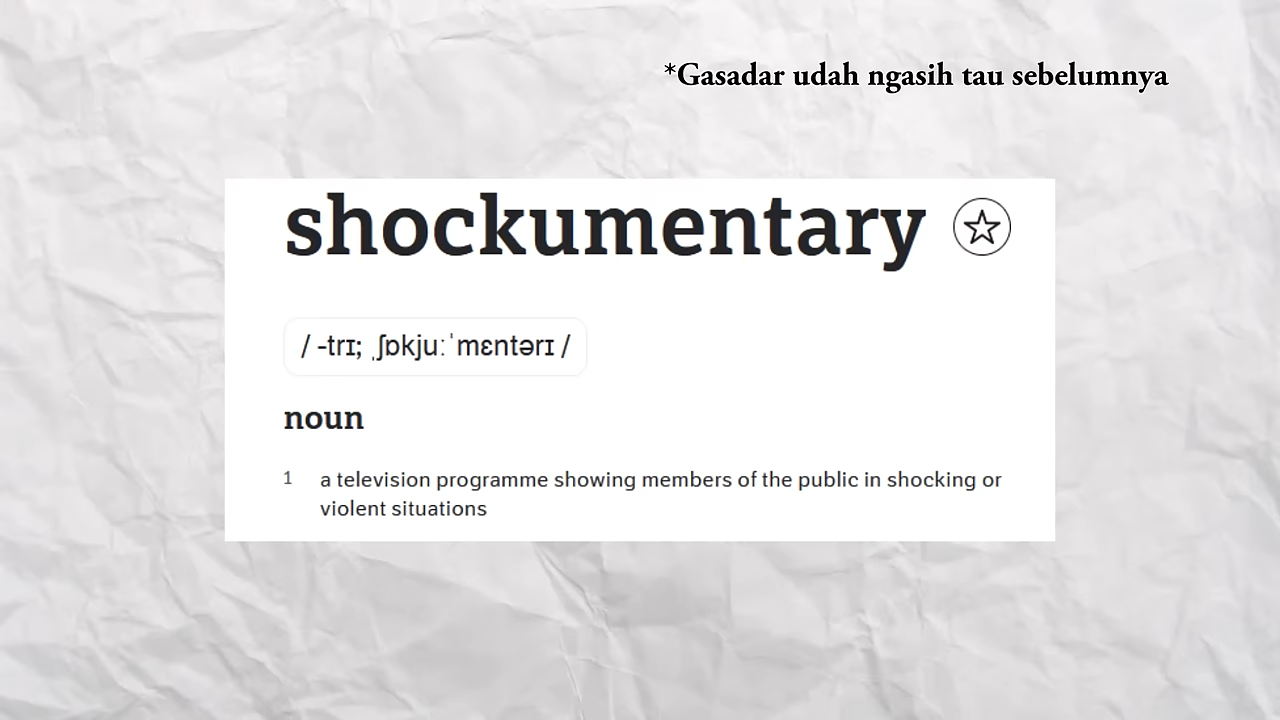 *Gasadar udah ngasih tau sebelumnya
shockumentary
/ -trɪ; ˌʃɒkjuːˈmɛntərɪ /
noun
1 a television programme showing members of the public in shocking or
violent situations